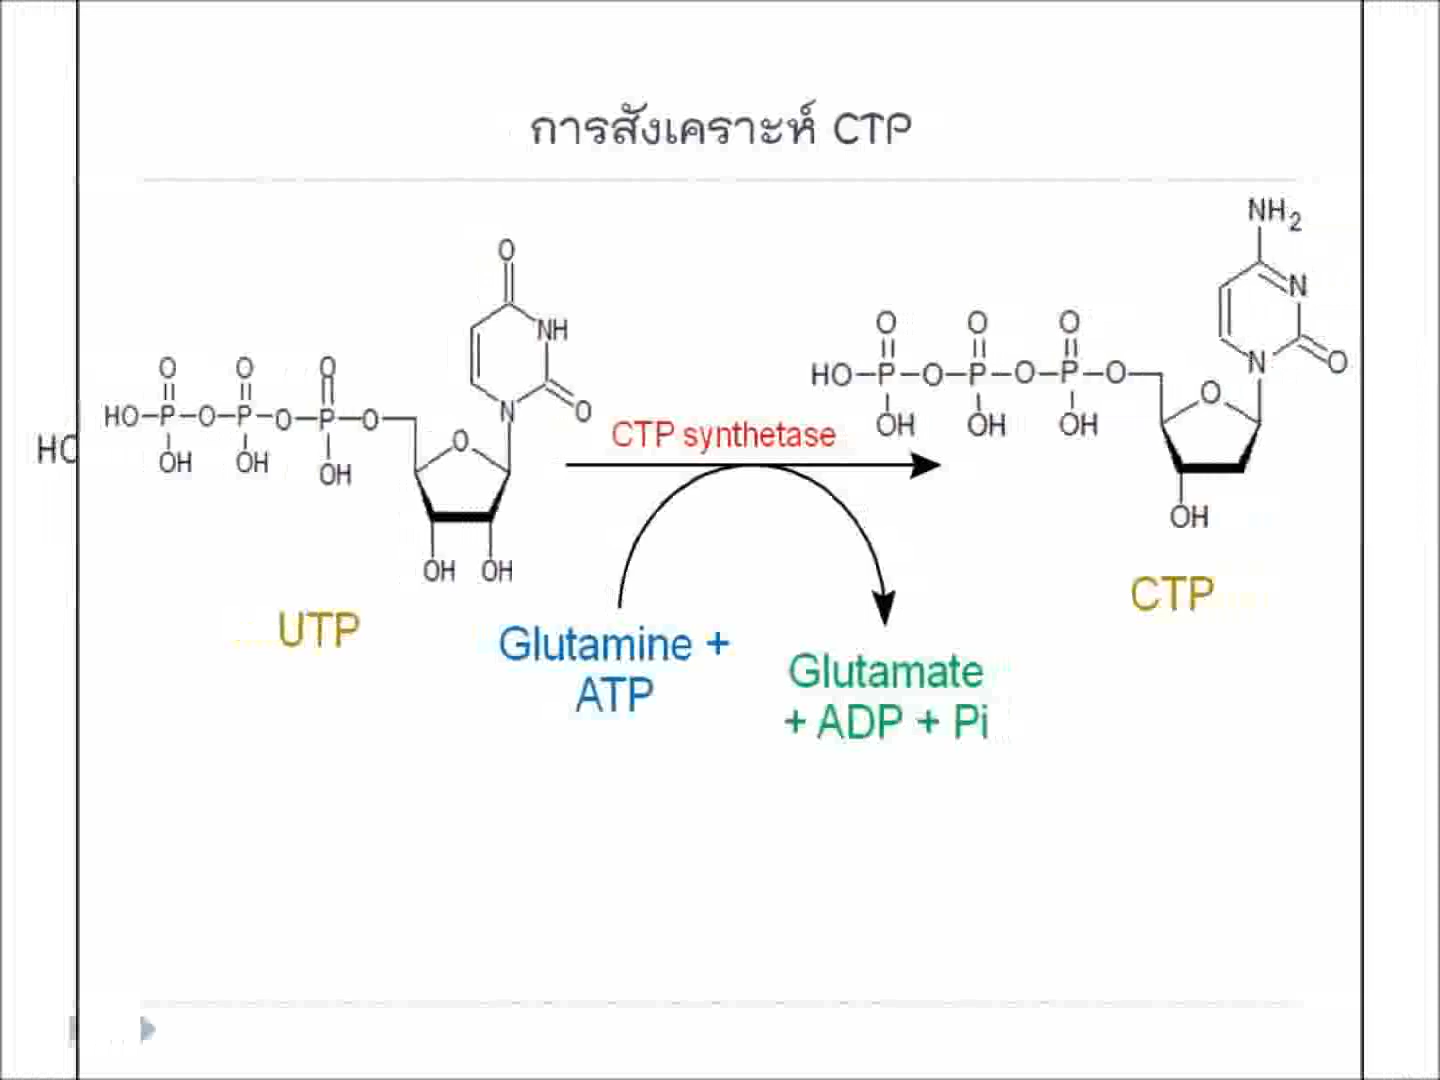 การสังเคราะห์ CTP
NH2
O
N
O
O
O
NH
HO-P-O-P-O-P-O
N
O
O
O
O
O
OH
OH
OH
HO-P-O-P-O-P-O
N
O
CTP synthetase
O
HO
OH
OH
OH
OH
OH
OH
CTP
UTP
Glutamine +
ATP
Glutamate
+ ADP + Pi